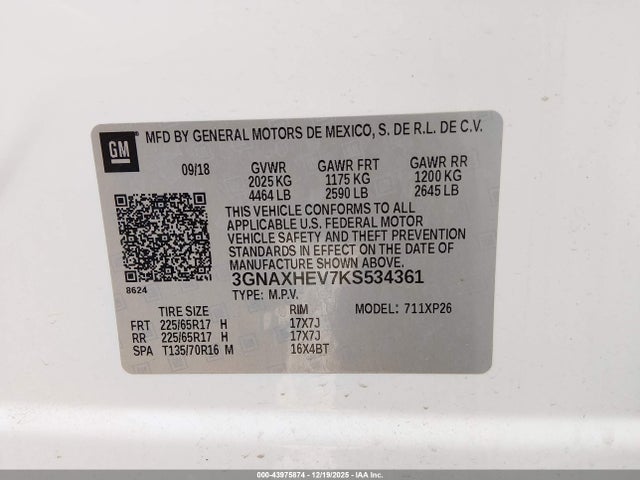 GM MFD BY GENERAL MOTORS DE MEXICO, S. DE R.L. DE C.V.
09/18 GVWR GAWR FRT GAWR RR
2025 KG 1175 KG 1200 KG
4464 LB 2590 LB 2645 LB
THIS VEHICLE CONFORMS TO ALL
APPLICABLE U.S. FEDERAL MOTOR
VEHICLE SAFETY AND THEFT PREVENTION
STANDARDS IN EFFECT ON THE DATE OF
MANUFACTURE SHOWN ABOVE.
3GNAXHEV7KS534361
8624 TYPE: M.P.V.
TIRE SIZE RIM MODEL: 711XP26
FRT 225/65R17 H 17X7J
RR 225/65R17 H 17X7J
SPA T135/70R16 M 16X4BT
000-43975874 | 12/19/2025 - IAA Inc.